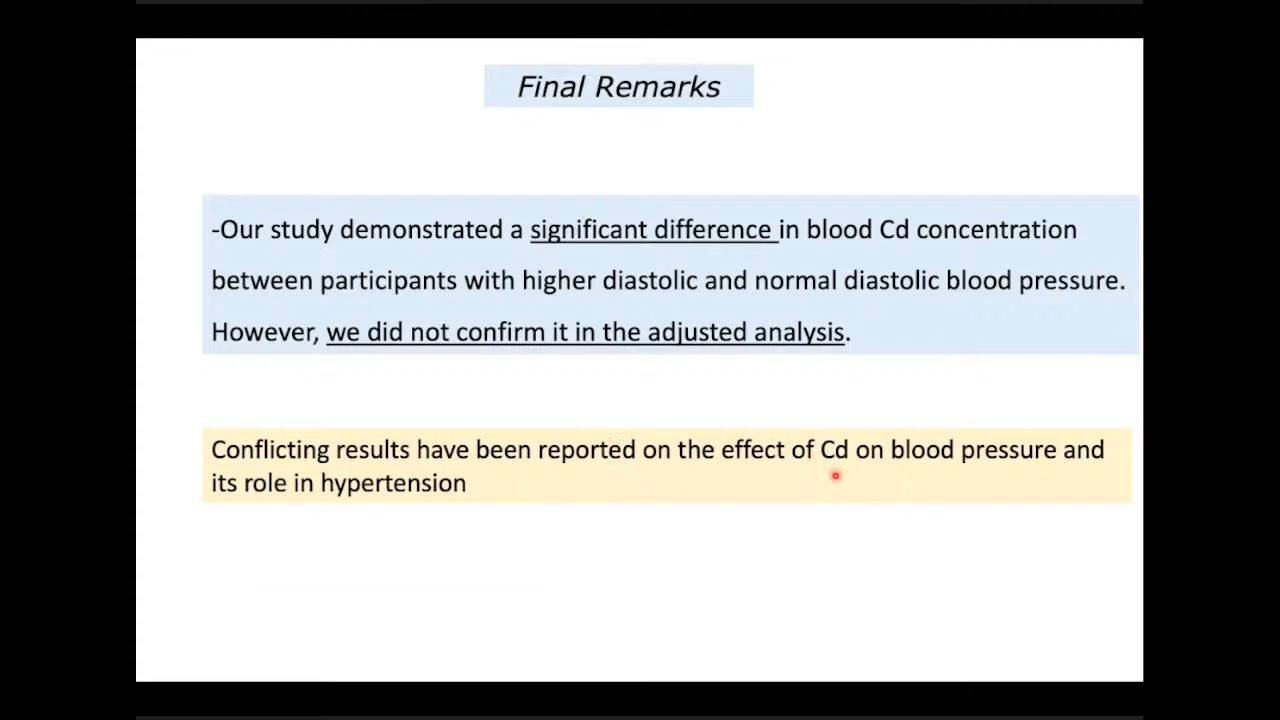 Final Remarks
-Our study demonstrated a significant difference in blood Cd concentration
between participants with higher diastolic and normal diastolic blood pressure.
However, we did not confirm it in the adjusted analysis.
Conflicting results have been reported on the effect of Cd on blood pressure and
its role in hypertension